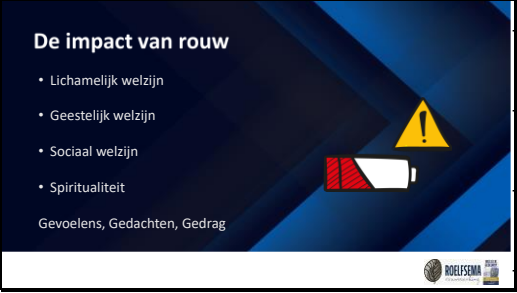 De impact van rouw
• Lichamelijk welzijn
• Geestelijk welzijn
• Sociaal welzijn
• Spiritualiteit
Gevoelens, Gedachten, Gedrag
ROELFSEMA